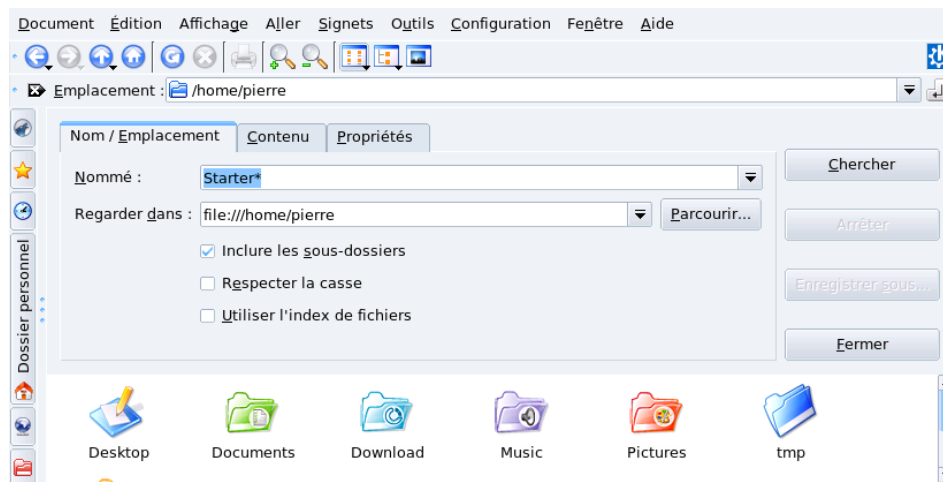 Document Édition Affichage Aller Signets Outils Configuration Fenêtre Aide
Emplacement : /home/pierre
Nom / Emplacement Contenu Propriétés
Nommé : Starter*
Chercher
Regarder dans : file:///home/pierre Parcourir...
Arrêter
Inclure les sous-dossiers
Respecter la casse
Enregistrer sous...
Utiliser l'index de fichiers
Fermer
Dossier personnel
Desktop Documents Download Music Pictures tmp